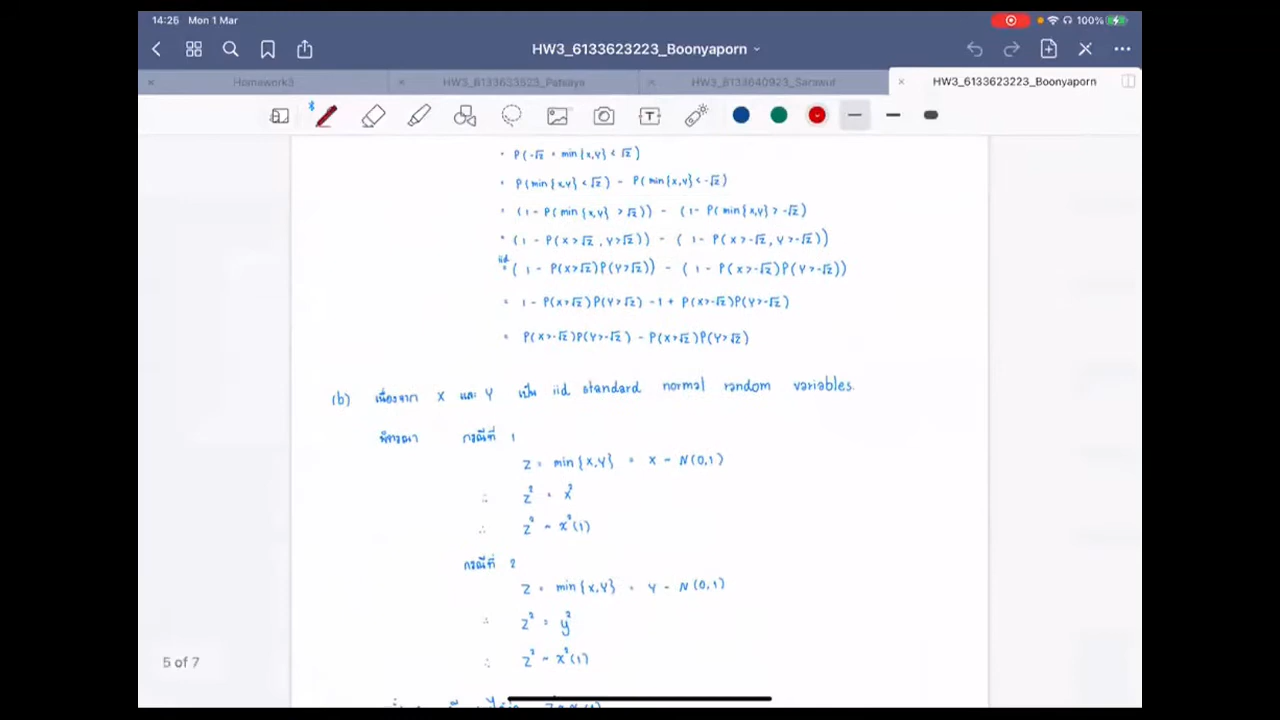 14:26 Mon 1 Mar
100%
HW3_6133623223_Boonyaporn
Homework3
HW3_6133633523_Patsaya
HW3_6133640923_Sarawut
HW3_6133623223_Boonyaporn
= P(-√z < min{x,y} < √z)
= P(min{x,y} < √z) - P(min{x,y} < -√z)
= (1 - P(min{x,y} > √z)) - (1 - P(min{x,y} > -√z)
= (1 - P(X>√z, Y>√z)) - (1 - P(X>-√z, Y>-√z))
iid
= (1 - P(X>√z)P(Y>√z)) - (1 - P(X>-√z)P(Y>-√z))
= 1 - P(X>√z)P(Y>√z) - 1 + P(X>-√z)P(Y>-√z)
= P(X>-√z)P(Y>-√z) - P(X>√z)P(Y>√z)
(b) เนื่องจาก X และ Y เป็น iid standard normal random variables.
พิจารณา กรณีที่ 1
Z = min{X,Y} = X ~ N(0,1)
∴ Z² = X²
∴ Z² ~ χ²(1)
กรณีที่ 2
Z = min{X,Y} = Y ~ N(0,1)
∴ Z² = y²
∴ Z² ~ χ²(1)
5 of 7